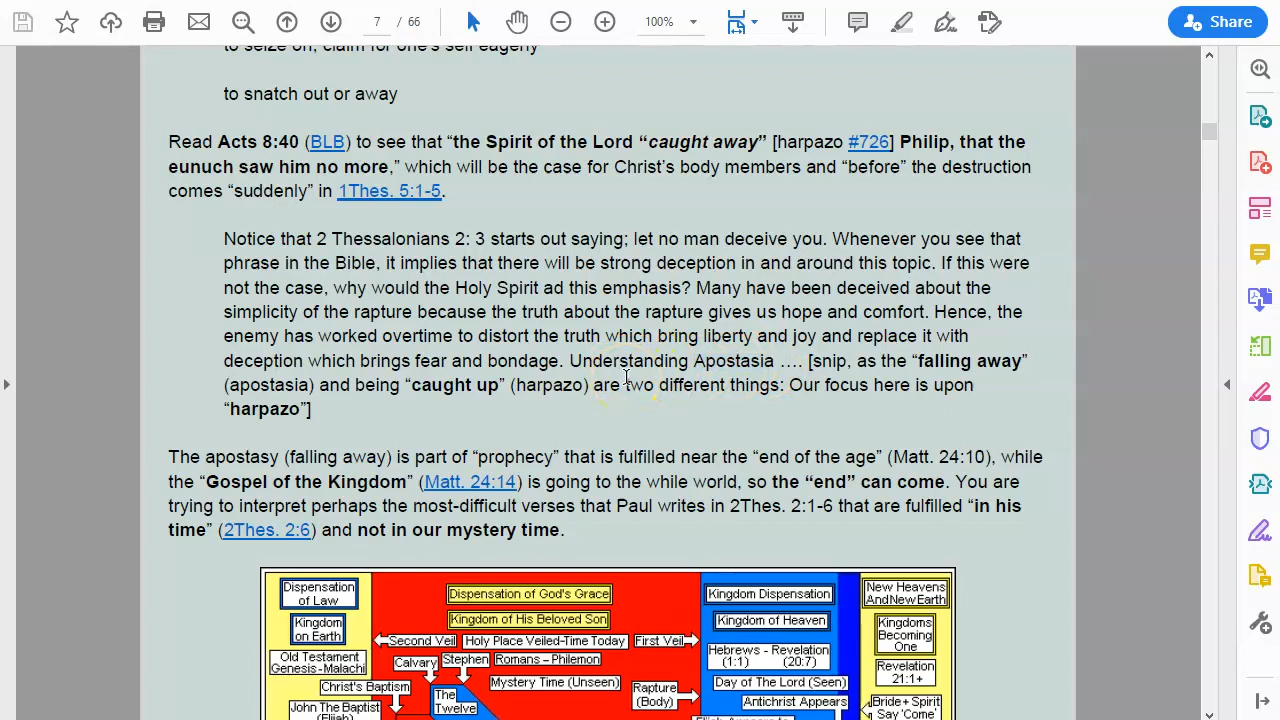 7 / 66
100%
Share
to seize on, claim for one's self eagerly
to snatch out or away
Read Acts 8:40 (BLB) to see that “the Spirit of the Lord “caught away” [harpazo #726] Philip, that the
eunuch saw him no more,” which will be the case for Christ’s body members and “before” the destruction
comes “suddenly” in 1Thes. 5:1-5.
Notice that 2 Thessalonians 2: 3 starts out saying; let no man deceive you. Whenever you see that
phrase in the Bible, it implies that there will be strong deception in and around this topic. If this were
not the case, why would the Holy Spirit ad this emphasis? Many have been deceived about the
simplicity of the rapture because the truth about the rapture gives us hope and comfort. Hence, the
enemy has worked overtime to distort the truth which bring liberty and joy and replace it with
deception which brings fear and bondage. Understanding Apostasia …. [snip, as the “falling away”
(apostasia) and being “caught up” (harpazo) are two different things: Our focus here is upon
“harpazo”]
The apostasy (falling away) is part of “prophecy” that is fulfilled near the “end of the age” (Matt. 24:10), while
the “Gospel of the Kingdom” (Matt. 24:14) is going to the while world, so the “end” can come. You are
trying to interpret perhaps the most-difficult verses that Paul writes in 2Thes. 2:1-6 that are fulfilled “in his
time” (2Thes. 2:6) and not in our mystery time.
Dispensation
of Law
Kingdom
on Earth
Old Testament
Genesis-Malachi
Christ's Baptism
John The Baptist
(Elijah)
Dispensation of God's Grace
Kingdom of His Beloved Son
Second Veil
Holy Place Veiled-Time Today
First Veil
Calvary
Stephen
Romans – Philemon
Mystery Time (Unseen)
The
Twelve
Rapture
(Body)
Kingdom Dispensation
Kingdom of Heaven
Hebrews - Revelation
(1:1) (20:7)
Day of The Lord (Seen)
Antichrist Appears
Elijah Appears to
New Heavens
And New Earth
Kingdoms
Becoming
One
Revelation
21:1+
Bride + Spirit
Say 'Come'